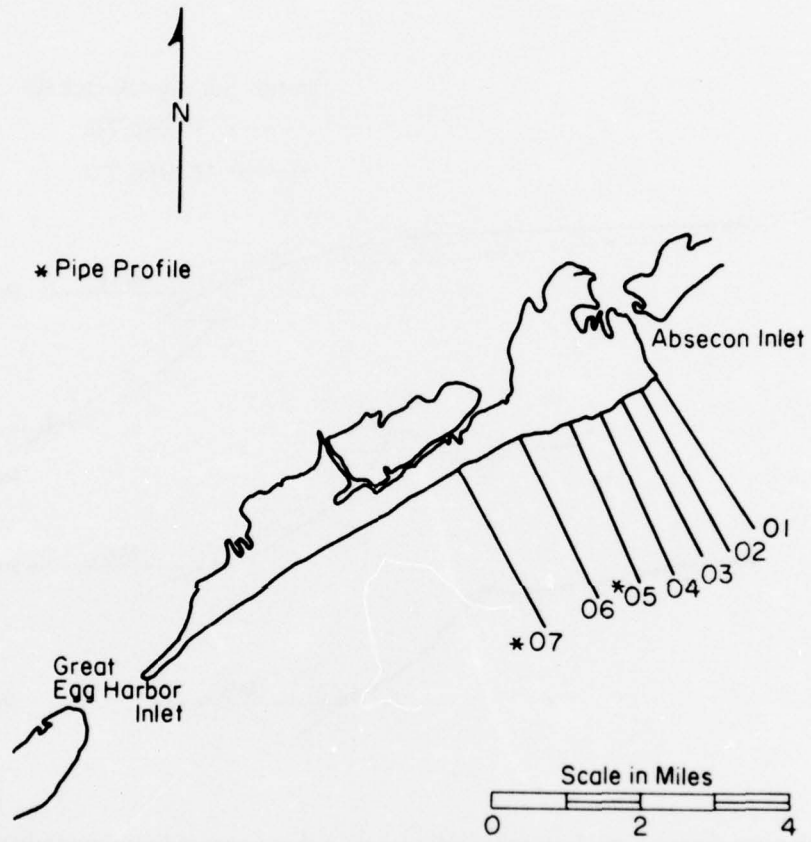 N
* Pipe Profile
Absecon Inlet
01
02
03
04
*05
06
*07
Great
Egg Harbor
Inlet
Scale in Miles
0 2 4